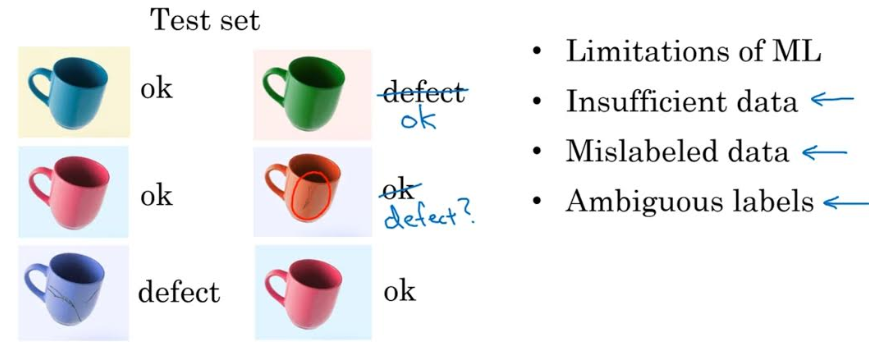 Test set
ok
defect
ok
ok
ok
defect?
defect
ok
• Limitations of ML
• Insufficient data
• Mislabeled data
• Ambiguous labels